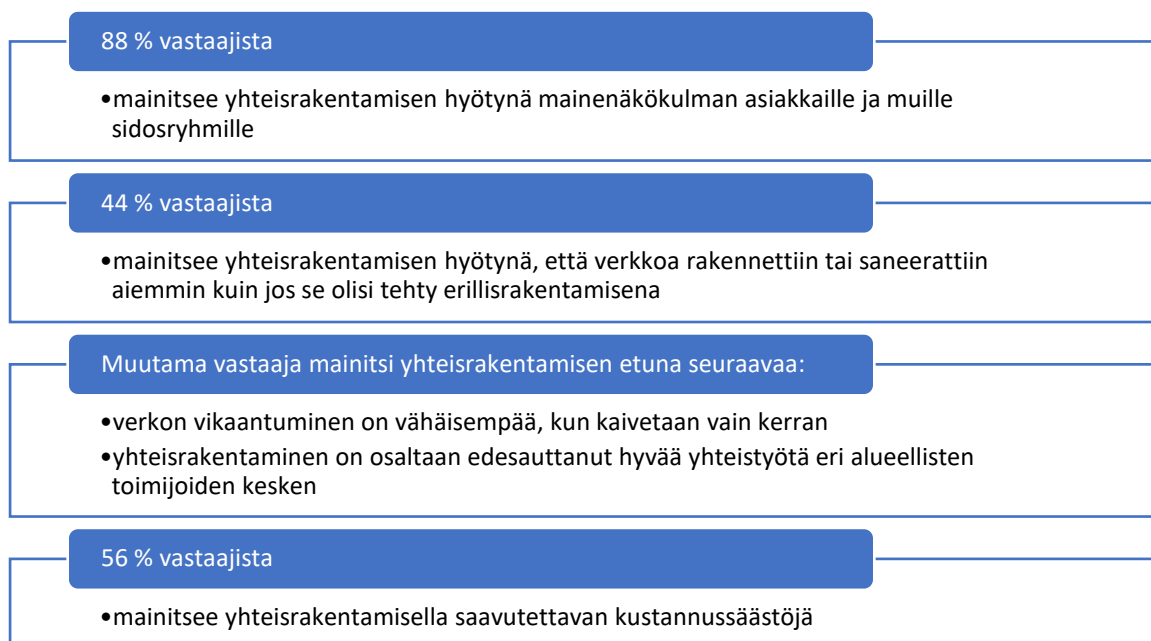 88 % vastaajista
•mainitsee yhteisrakentamisen hyötynä mainenäkökulman asiakkaille ja muille
sidosryhmille
44 % vastaajista
•mainitsee yhteisrakentamisen hyötynä, että verkkoa rakennettiin tai saneerattiin
aiemmin kuin jos se olisi tehty erillisrakentamisena
Muutama vastaaja mainitsi yhteisrakentamisen etuna seuraavaa:
•verkon vikaantuminen on vähäisempää, kun kaivetaan vain kerran
•yhteisrakentaminen on osaltaan edesauttanut hyvää yhteistyötä eri alueellisten
toimijoiden kesken
56 % vastaajista
•mainitsee yhteisrakentamisella saavutettavan kustannussäästöjä